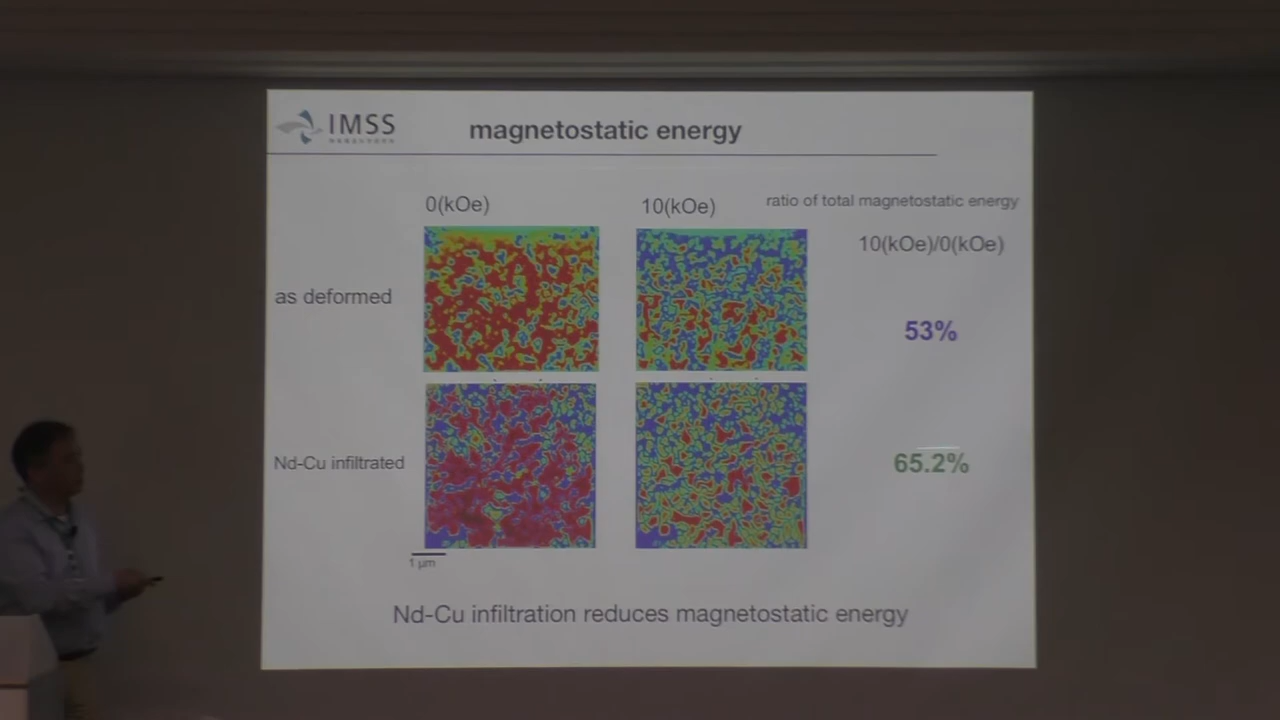 IMSS
magnetostatic energy
0(kOe)
10(kOe)
ratio of total magnetostatic energy
10(kOe)/0(kOe)
as deformed
53%
Nd-Cu infiltrated
65.2%
1 μm
Nd-Cu infiltration reduces magnetostatic energy